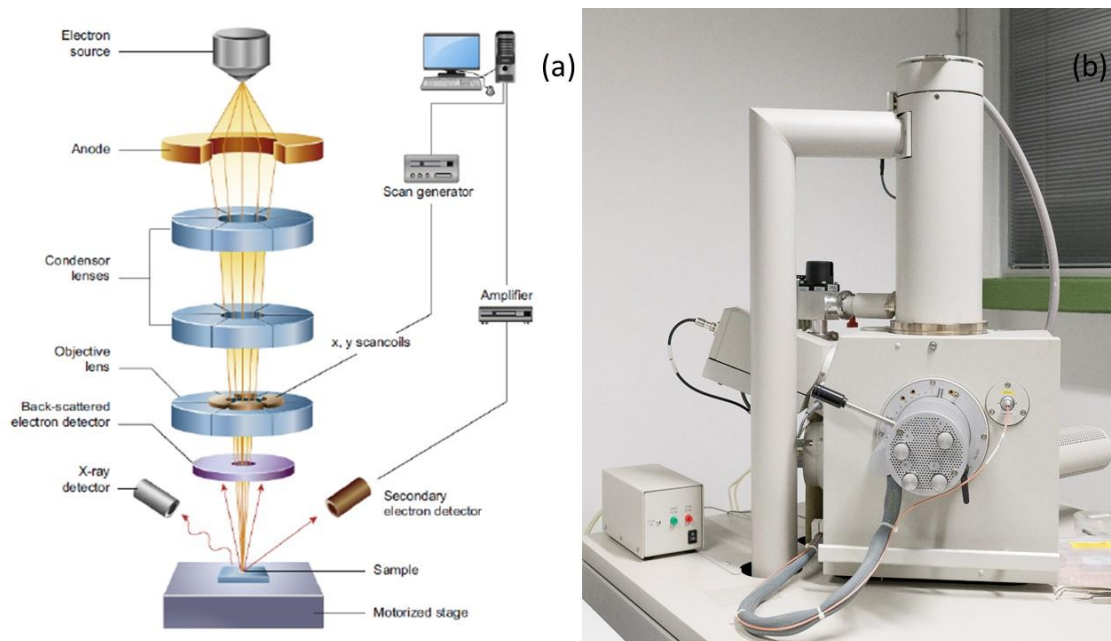 Electron
source
(a)
(b)
Anode
Scan generator
Condensor
lenses
Amplifier
x, y scancoils
Objective
lens
Back-scattered
electron detector
X-ray
detector
Secondary
electron detector
Sample
Motorized stage